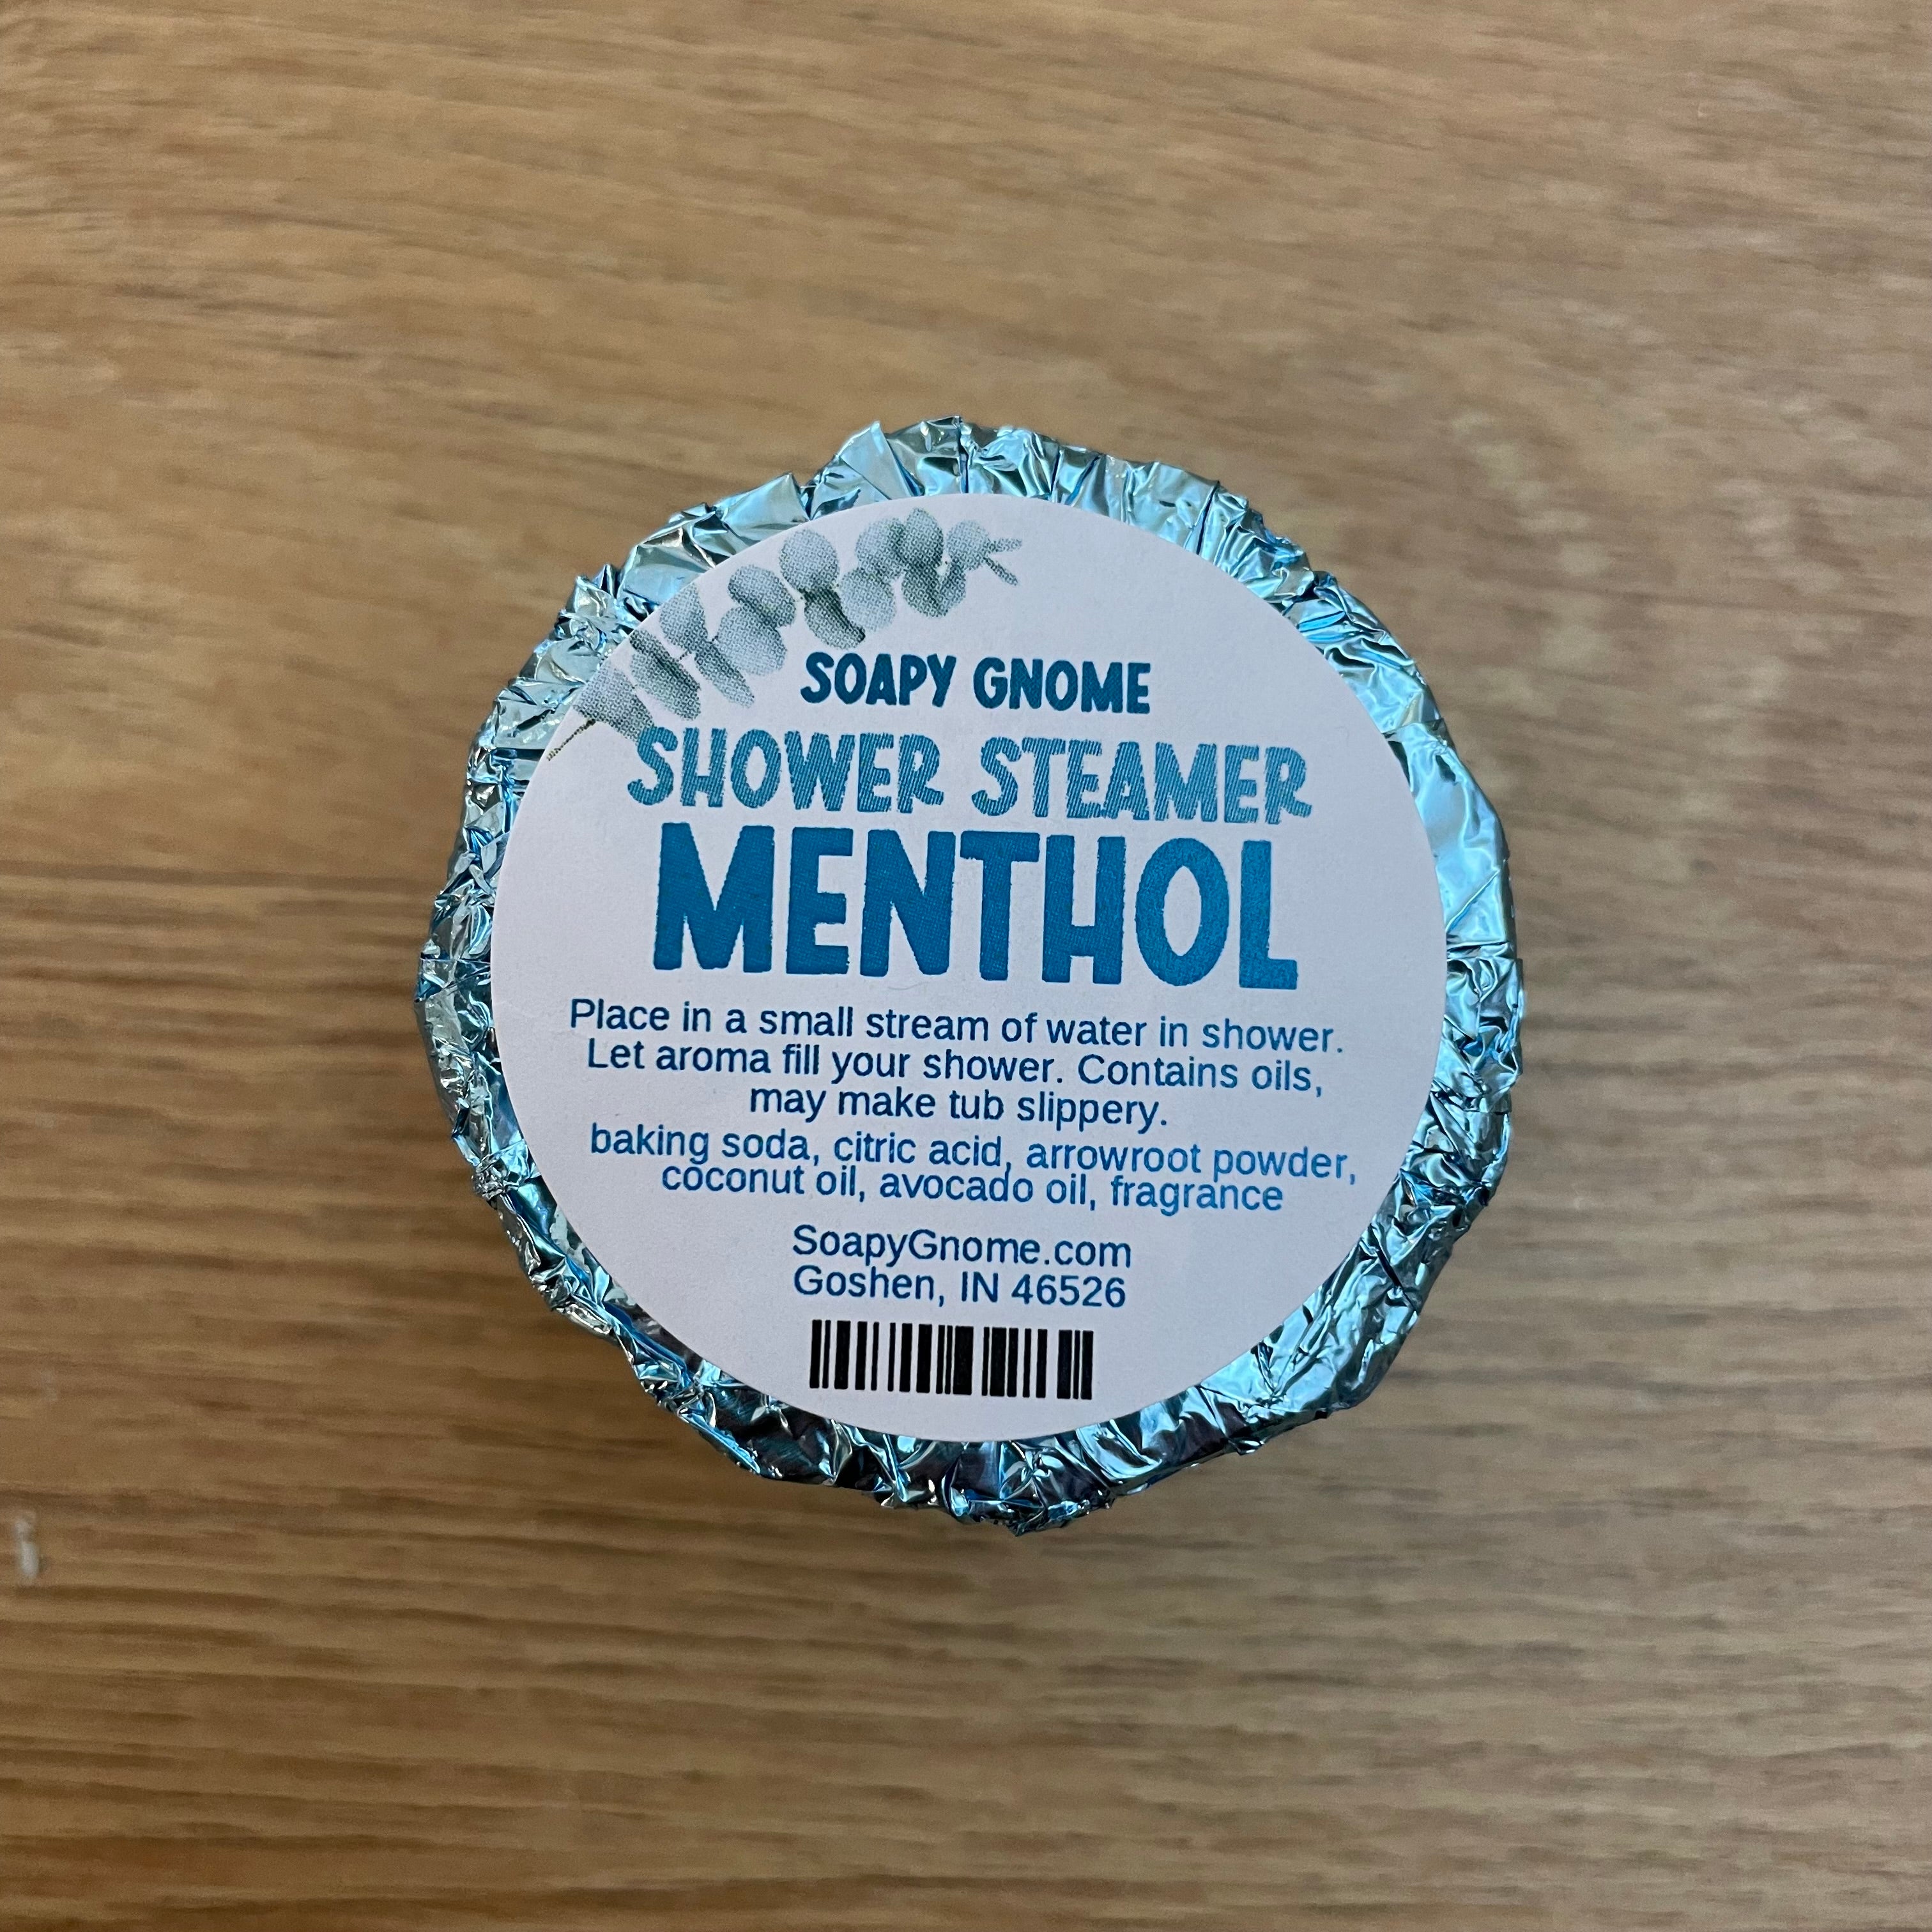 SOAPY GNOME
SHOWER STEAMER
MENTHOL
Place in a small stream of water in shower.
Let aroma fill your shower. Contains oils,
may make tub slippery.
baking soda, citric acid, arrowroot powder,
coconut oil, avocado oil, fragrance
SoapyGnome.com
Goshen, IN 46526